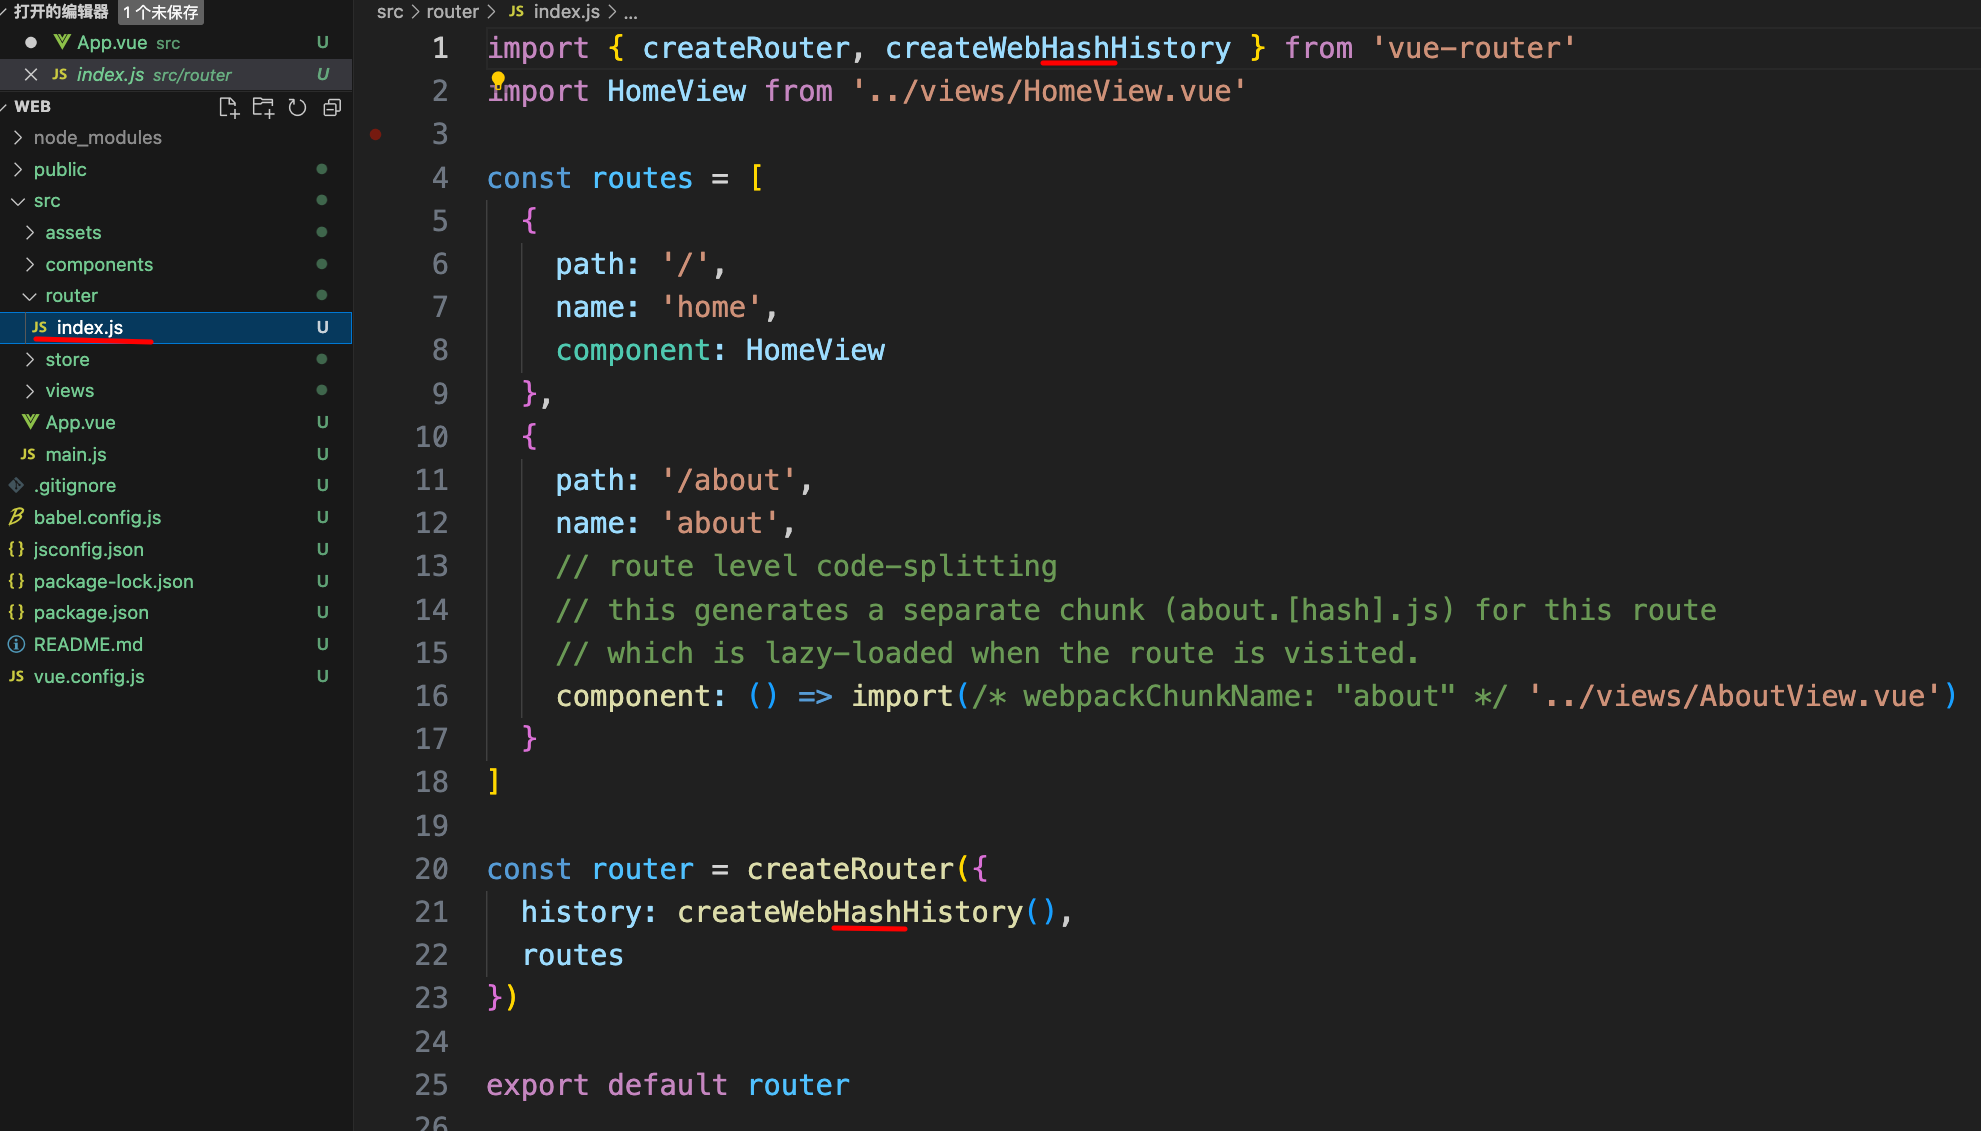 打开的编辑器 1 个未保存
App.vue src U
JS index.js src/router U
WEB
node_modules
public
src
assets
components
router
JS index.js U
store
views
App.vue U
JS main.js U
.gitignore U
babel.config.js U
{} jsconfig.json U
{} package-lock.json U
{} package.json U
README.md U
JS vue.config.js U
src > router > JS index.js > ...
1 import { createRouter, createWebHashHistory } from 'vue-router'
2 import HomeView from '../views/HomeView.vue'
3
4 const routes = [
5 {
6 path: '/',
7 name: 'home',
8 component: HomeView
9 },
10 {
11 path: '/about',
12 name: 'about',
13 // route level code-splitting
14 // this generates a separate chunk (about.[hash].js) for this route
15 // which is lazy-loaded when the route is visited.
16 component: () => import(/* webpackChunkName: "about" */ '../views/AboutView.vue')
17 }
18 ]
19
20 const router = createRouter({
21 history: createWebHashHistory(),
22 routes
23 })
24
25 export default router
26